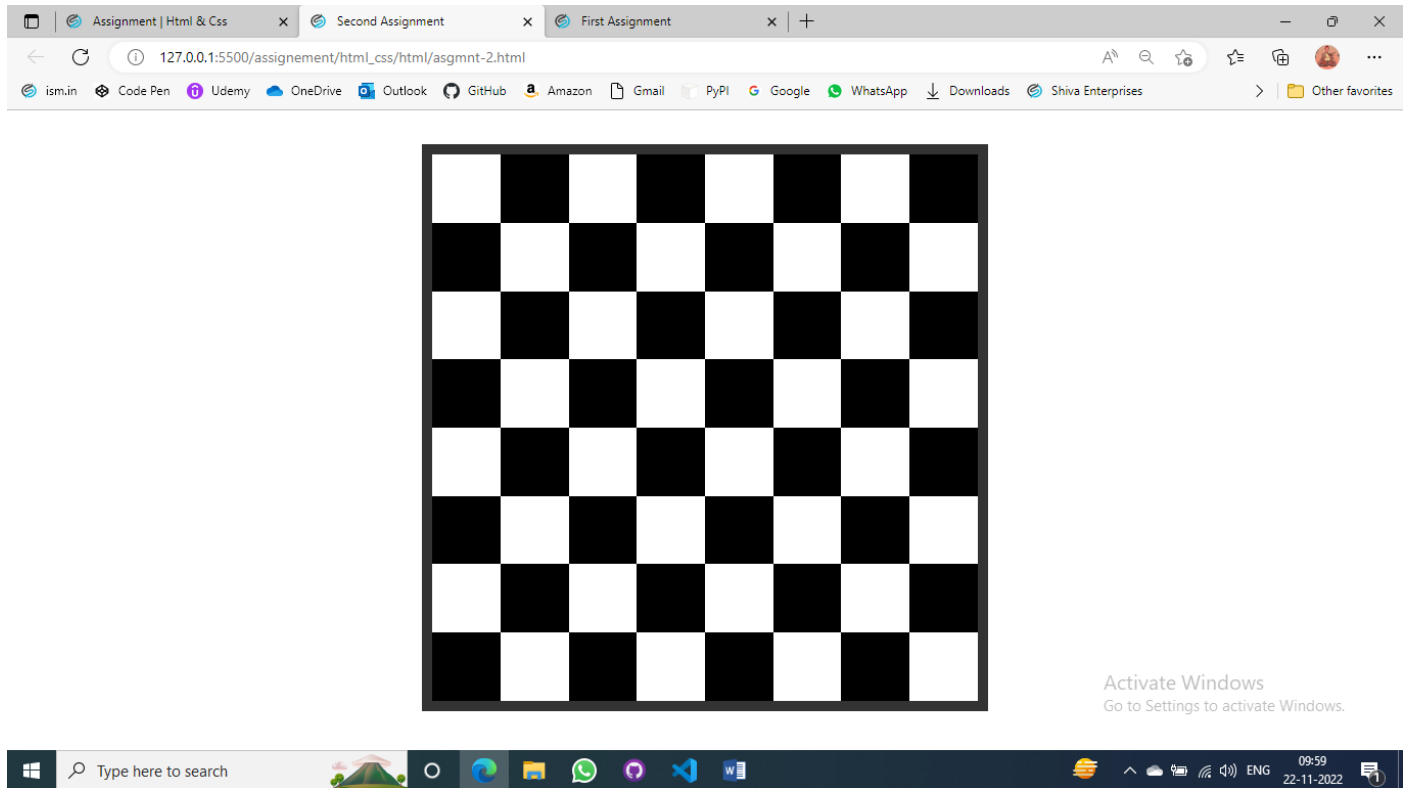 Assignment | Html & Css Second Assignment First Assignment
127.0.0.1:5500/assignement/html_css/html/asgmnt-2.html
ism.in Code Pen Udemy OneDrive Outlook GitHub Amazon Gmail PyPI Google WhatsApp Downloads Shiva Enterprises Other favorites
Activate Windows
Go to Settings to activate Windows.
Type here to search ENG 09:59
22-11-2022